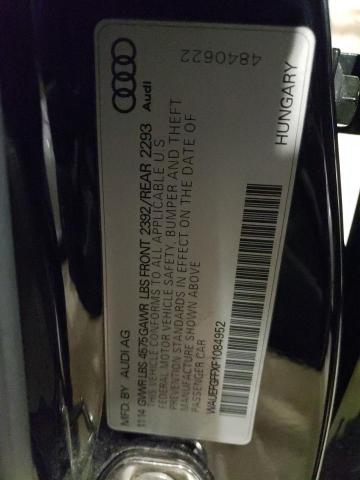 MFD. BY AUDI AG
11 14 GVWR LBS 4575 GAWR LBS FRONT 2392/REAR 2293
THIS VEHICLE CONFORMS TO ALL APPLICABLE U S
FEDERAL MOTOR VEHICLE SAFETY, BUMPER AND THEFT
PREVENTION STANDARDS IN EFFECT ON THE DATE OF
MANUFACTURE SHOWN ABOVE
PASSENGER CAR
WAUEFGFFXF1084952
Audi
4840622
HUNGARY